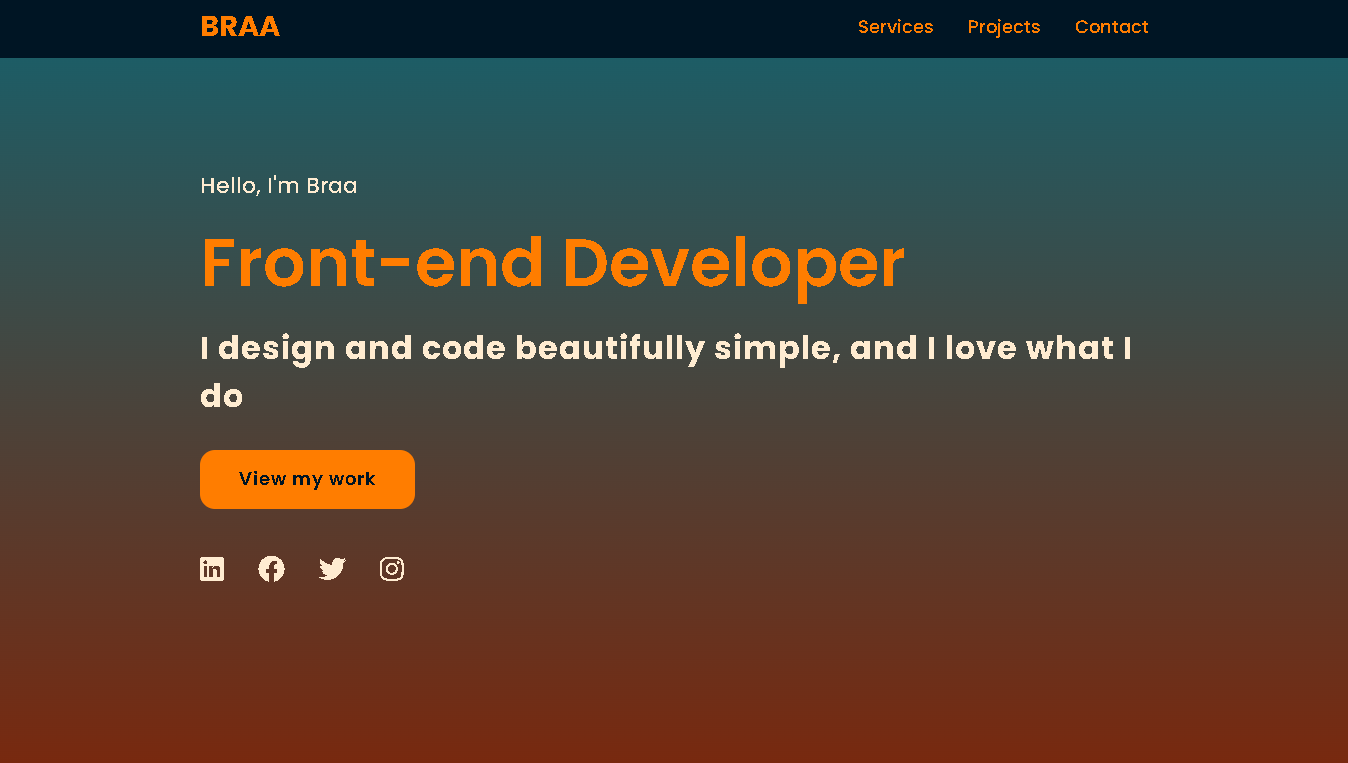 BRAA
Services Projects Contact
Hello, I'm Braa
Front-end Developer
I design and code beautifully simple, and I love what I
do
View my work